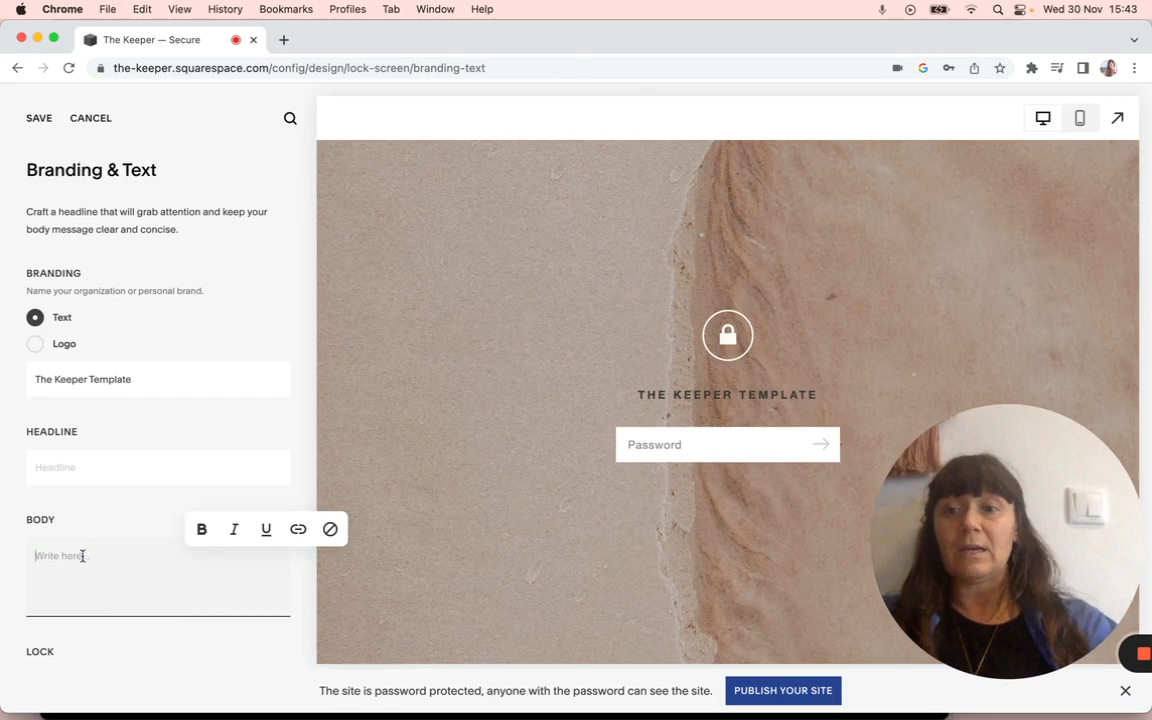 Chrome File Edit View History Bookmarks Profiles Tab Window Help Wed 30 Nov 15:43
The Keeper — Secure
the-keeper.squarespace.com/config/design/lock-screen/branding-text
SAVE CANCEL
Branding & Text
Craft a headline that will grab attention and keep your
body message clear and concise.
BRANDING
Name your organization or personal brand.
Text
Logo
The Keeper Template
HEADLINE
Headline
BODY
B I U
Write here...
LOCK
THE KEEPER TEMPLATE
Password
The site is password protected, anyone with the password can see the site. PUBLISH YOUR SITE